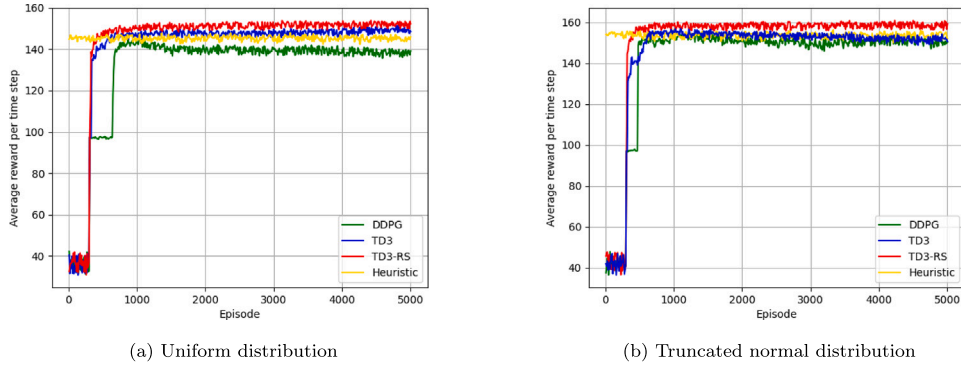 160
140
120
100
80
60
40
Average reward per time step
0
1000
2000
3000
4000
5000
Episode
DDPG
TD3
TD3-RS
Heuristic
(a) Uniform distribution
160
140
120
100
80
60
40
Average reward per time step
0
1000
2000
3000
4000
5000
Episode
DDPG
TD3
TD3-RS
Heuristic
(b) Truncated normal distribution